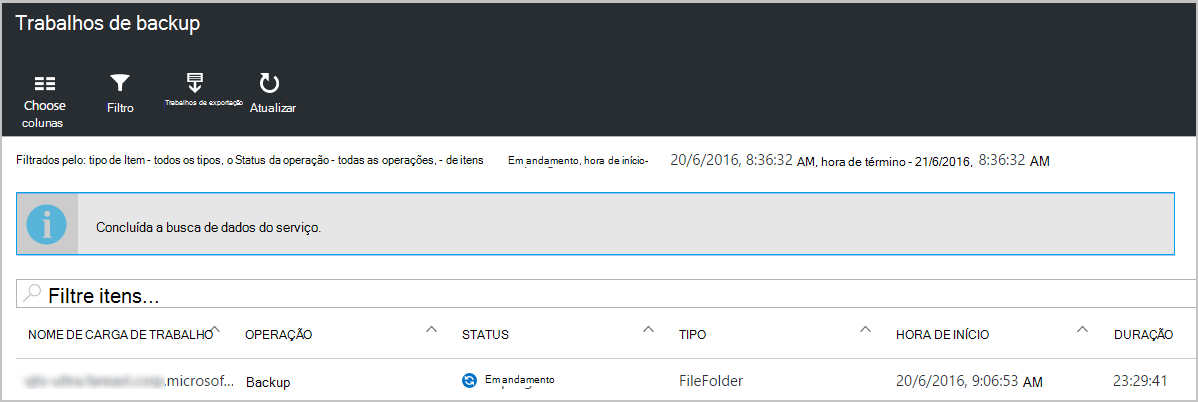 Trabalhos de backup
Choose
colunas
Filtro
Trabalhos de exportação
Atualizar
Filtrados pelo: tipo de Item - todos os tipos, o Status da operação - todas as operações, - de itens Em andamento, hora de início- 20/6/2016, 8:36:32 AM, hora de término - 21/6/2016, 8:36:32 AM
Concluída a busca de dados do serviço.
Filtre itens...
NOME DE CARGA DE TRABALHO OPERAÇÃO STATUS TIPO HORA DE INÍCIO DURAÇÃO
.microsof... Backup Em andamento FileFolder 20/6/2016, 9:06:53 AM 23:29:41